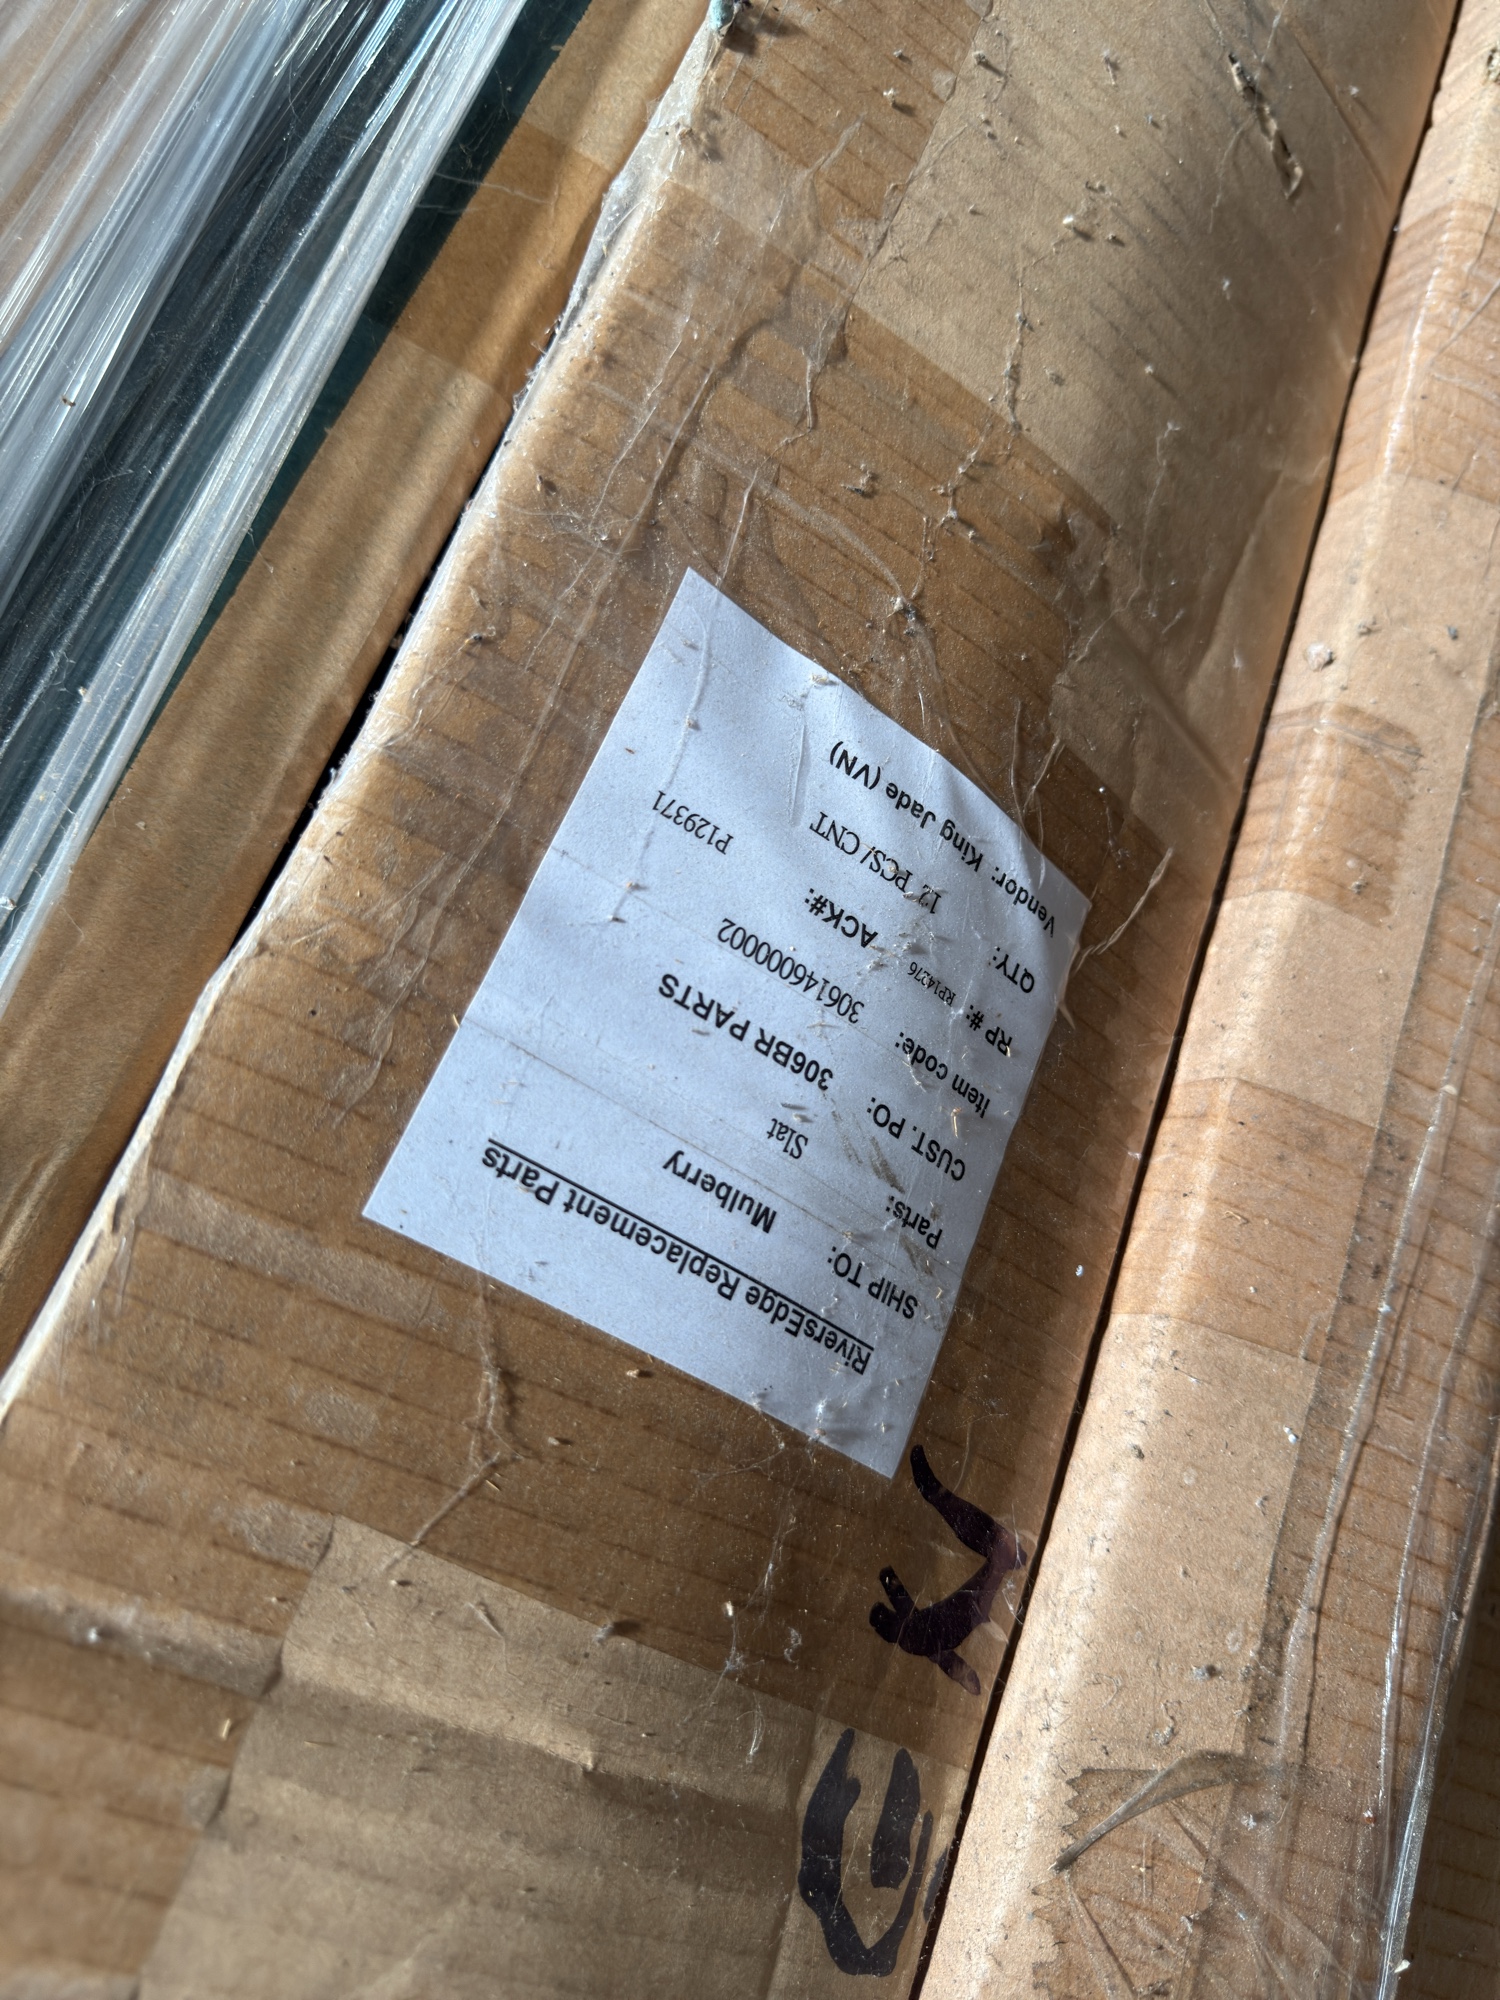 RiversEdge Replacement Parts
SHIP TO: Mulberry
Parts: Slat
CUST. PO: 306BR PARTS
Item code: 306146000002
RP #: RP14276 ACK#: P129371
QTY: 12 PCS/ CNT
Vendor: King Jade (VN)